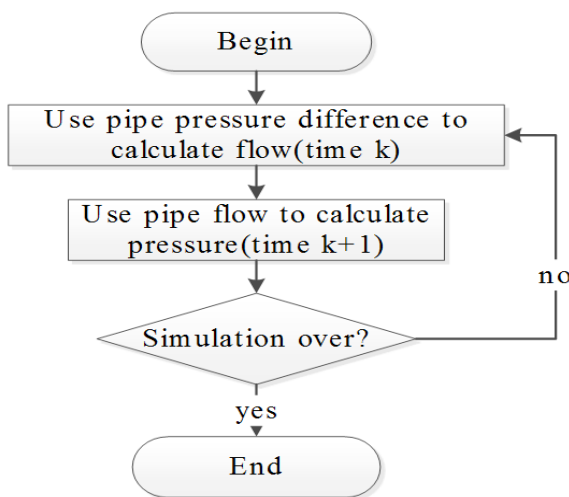 Begin
Use pipe pressure difference to
calculate flow(time k)
Use pipe flow to calculate
pressure(time k+1)
no
Simulation over?
yes
End